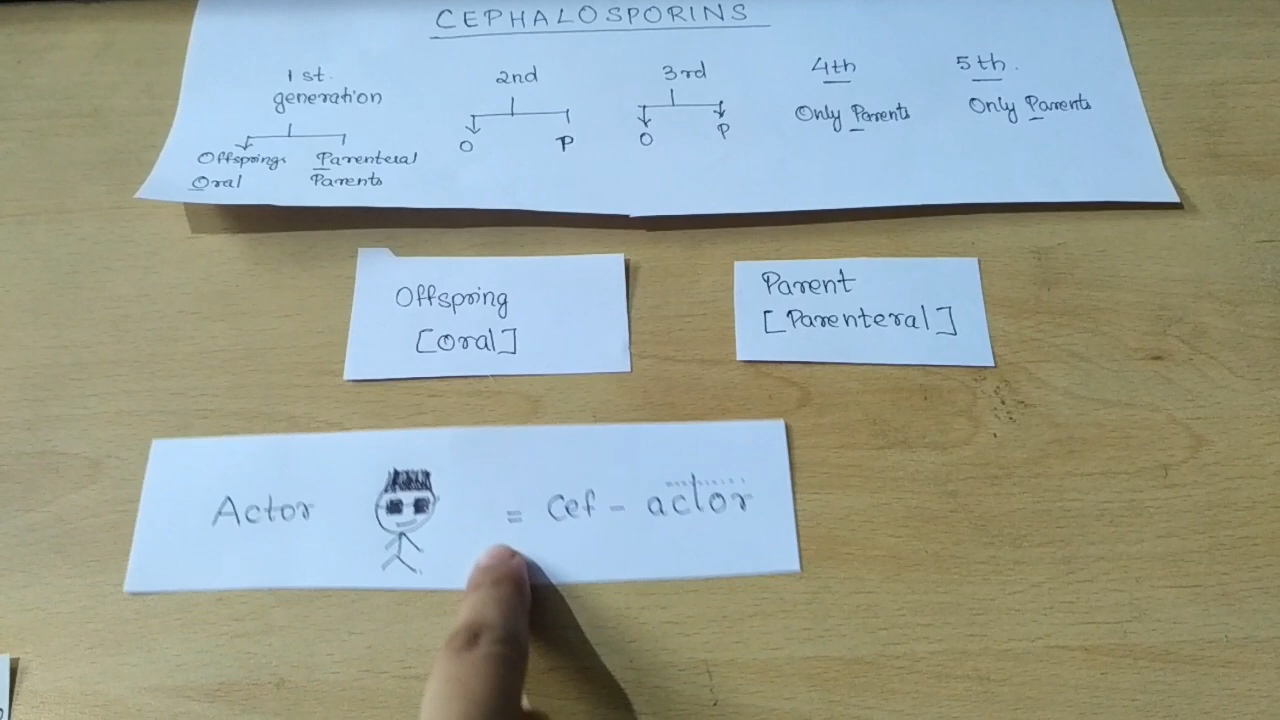 CEPHALOSPORINS
1st.
generation
Offsprings
Oral
Parenteral
Parents
2nd
O
P
3rd
O
P
4th
Only Parents
5th.
Only Parents
Offspring
[Oral]
Parent
[Parenteral]
Actor = Cef - actor